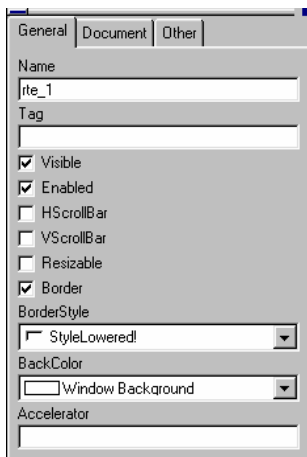 General Document Other
Name
rte_1
Tag
Visible
Enabled
HScrollBar
VScrollBar
Resizable
Border
BorderStyle
StyleLowered!
BackColor
Window Background
Accelerator